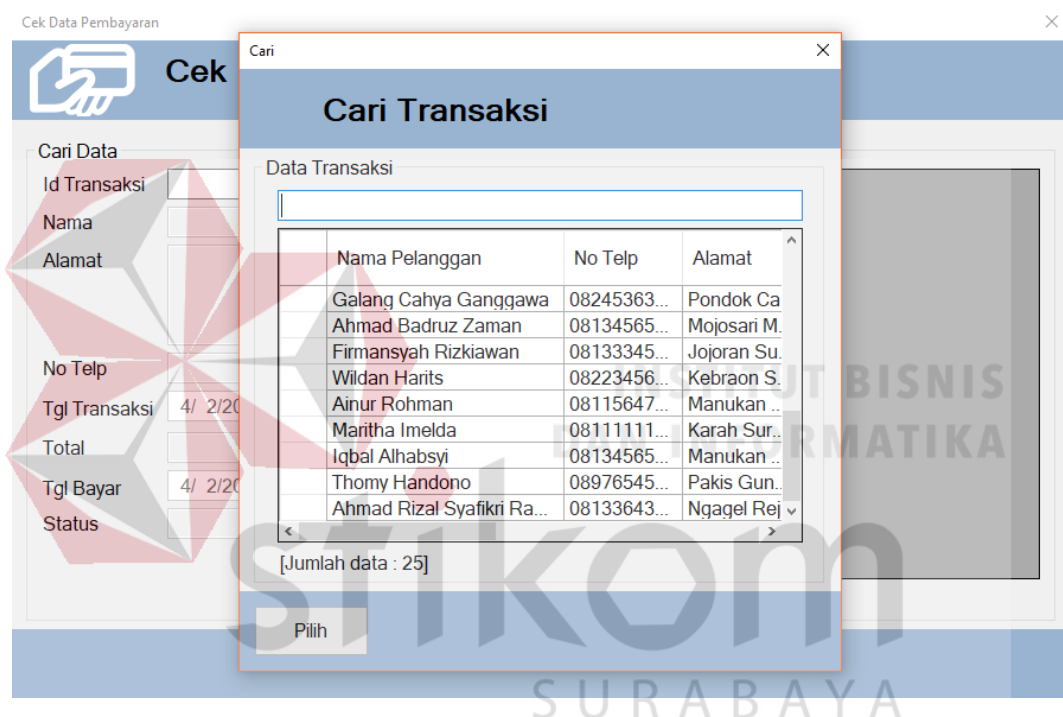 Cek Data Pembayaran
Cek
Cari
Cari Transaksi
Cari Data
Id Transaksi
Nama
Alamat
No Telp
Tgl Transaksi 4/ 2/20
Total
Tgl Bayar 4/ 2/20
Status
Data Transaksi
Nama Pelanggan No Telp Alamat
Galang Cahya Ganggawa 08245363... Pondok Ca
Ahmad Badruz Zaman 08134565... Mojosari M.
Firmansyah Rizkiawan 08133345... Jojoran Su.
Wildan Harits 08223456... Kebraon S.
Ainur Rohman 08115647... Manukan ..
Maritha Imelda 08111111... Karah Sur..
Iqbal Alhabsyi 08134565... Manukan ..
Thomy Handono 08976545... Pakis Gun..
Ahmad Rizal Syafikri Ra... 08133643... Ngagel Rej
[Jumlah data : 25]
Pilih
INSTITUT BISNIS
DAN INFORMATIKA
stikom
SURABAYA